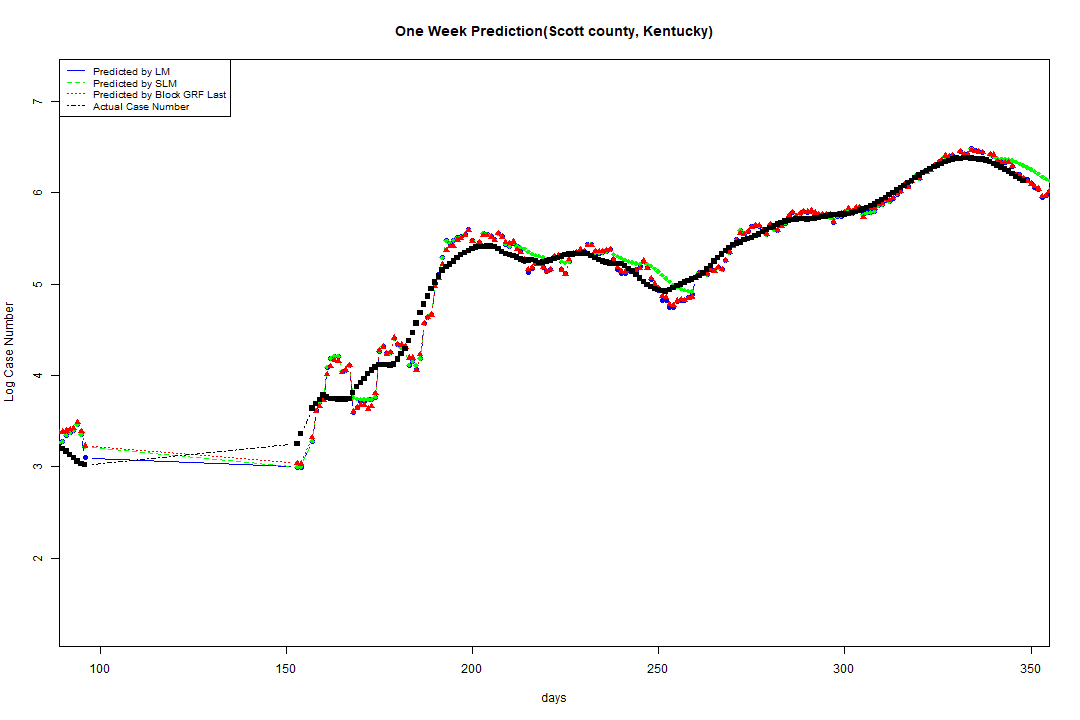 One Week Prediction(Scott county, Kentucky)
Predicted by LM
Predicted by SLM
Predicted by Block GRF Last
Actual Case Number
7
6
5
4
3
2
Log Case Number
100 150 200 250 300 350
days